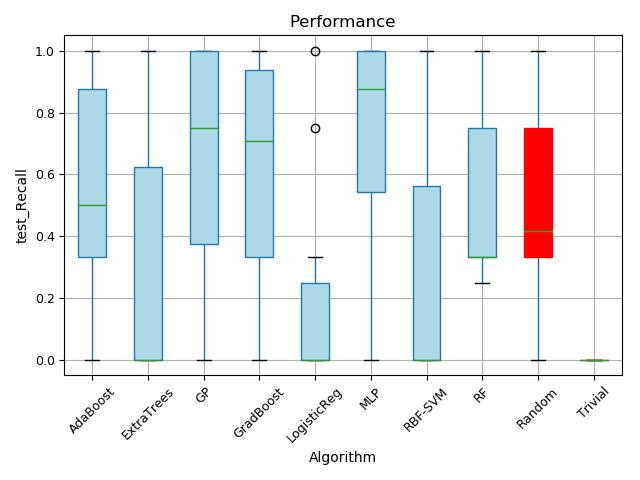 Performance
1.0
0.8
0.6
0.4
0.2
0.0
test_Recall
AdaBoost
ExtraTrees
GP
GradBoost
LogisticReg
MLP
RBF-SVM
RF
Random
Trivial
Algorithm